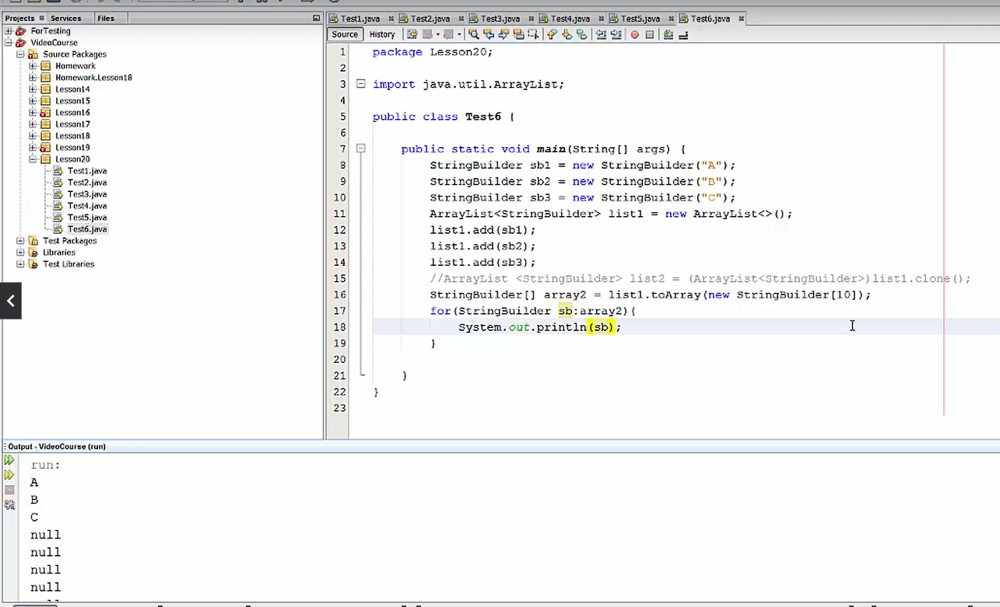 Projects Services Files
ForTesting
VideoCourse
Source Packages
Homework
Homework.Lesson18
Lesson14
Lesson15
Lesson16
Lesson17
Lesson18
Lesson19
Lesson20
Test1.java
Test2.java
Test3.java
Test4.java
Test5.java
Test6.java
Test Packages
Libraries
Test Libraries
Test1.java Test2.java Test3.java Test4.java Test5.java Test6.java
Source History
1 package Lesson20;
2
3 import java.util.ArrayList;
4
5 public class Test6 {
6
7 public static void main(String[] args) {
8 StringBuilder sb1 = new StringBuilder("A");
9 StringBuilder sb2 = new StringBuilder("B");
10 StringBuilder sb3 = new StringBuilder("C");
11 ArrayList<StringBuilder> list1 = new ArrayList<>();
12 list1.add(sb1);
13 list1.add(sb2);
14 list1.add(sb3);
15 //ArrayList <StringBuilder> list2 = (ArrayList<StringBuilder>)list1.clone();
16 StringBuilder[] array2 = list1.toArray(new StringBuilder[10]);
17 for(StringBuilder sb:array2){
18 System.out.println(sb);
19 }
20
21 }
22 }
23
Output - VideoCourse (run)
run:
A
B
C
null
null
null
null